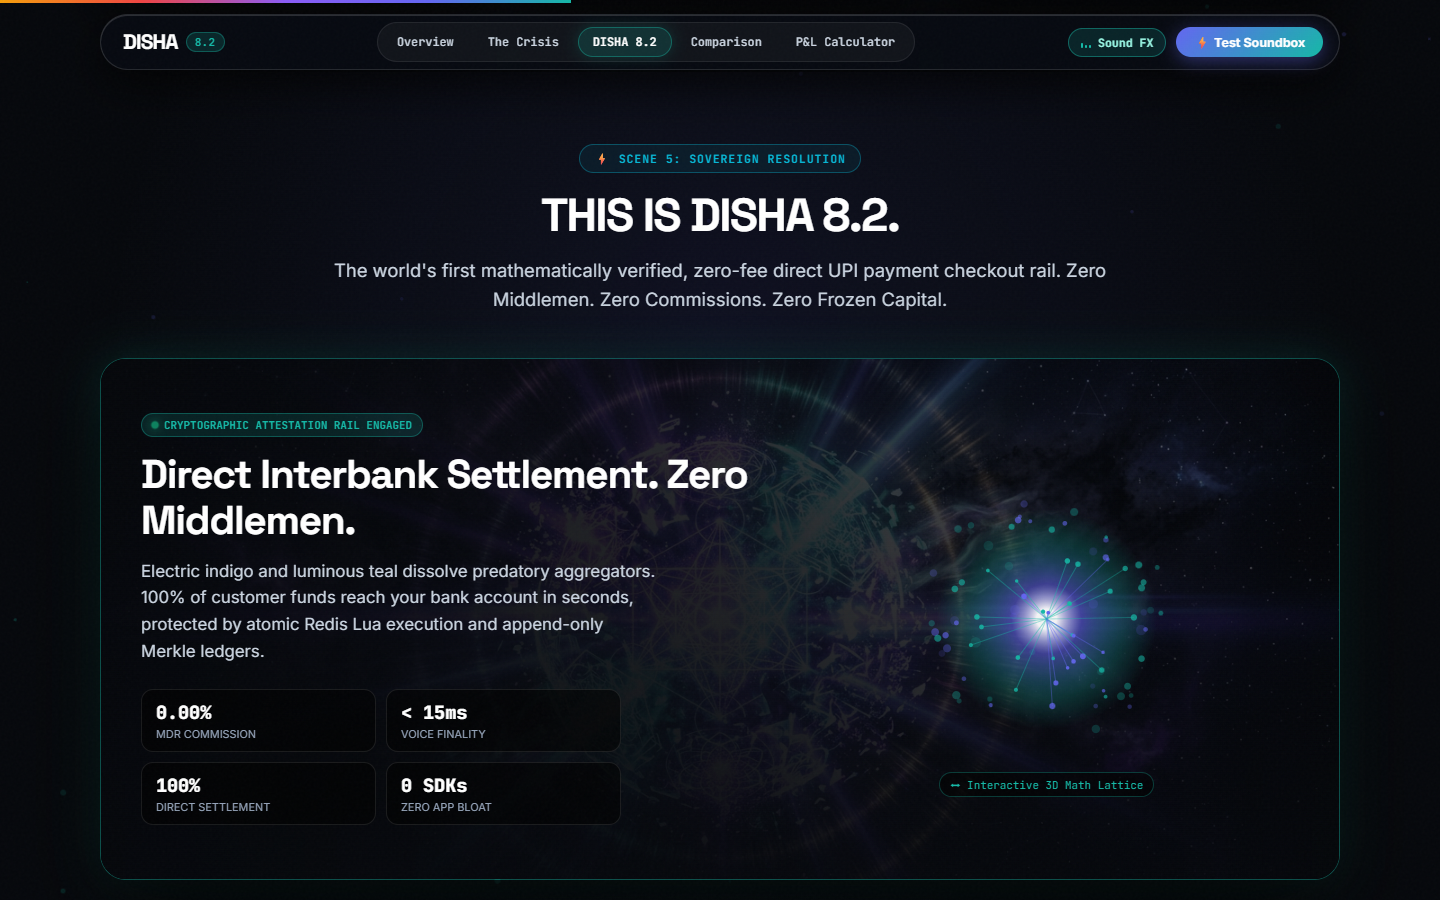 DISHA 8.2
Overview
The Crisis
DISHA 8.2
Comparison
P&L Calculator
Sound FX
Test Soundbox
SCENE 5: SOVEREIGN RESOLUTION
THIS IS DISHA 8.2.
The world's first mathematically verified, zero-fee direct UPI payment checkout rail. Zero
Middlemen. Zero Commissions. Zero Frozen Capital.
CRYPTOGRAPHIC ATTESTATION RAIL ENGAGED
Direct Interbank Settlement. Zero
Middlemen.
Electric indigo and luminous teal dissolve predatory aggregators.
100% of customer funds reach your bank account in seconds,
protected by atomic Redis Lua execution and append-only
Merkle ledgers.
0.00%
MDR COMMISSION
< 15ms
VOICE FINALITY
100%
DIRECT SETTLEMENT
0 SDKs
ZERO APP BLOAT
Interactive 3D Math Lattice